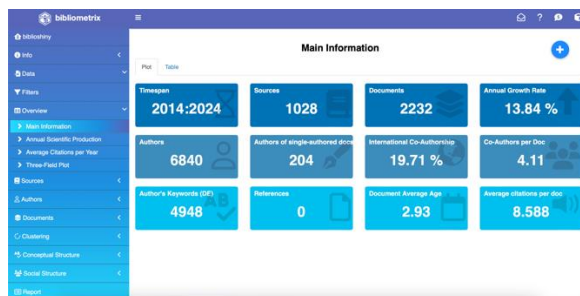 bibliometrix
biblioshiny
Info
Data
Filters
Overview
Main Information
Annual Scientific Production
Average Citations per Year
Three-Field Plot
Sources
Authors
Documents
Clustering
Conceptual Structure
Social Structure
Report
Main Information
Plot Table
Timespan
2014:2024
Sources
1028
Documents
2232
Annual Growth Rate
13.84 %
Authors
6840
Authors of single-authored docs
204
International Co-Authorship
19.71 %
Co-Authors per Doc
4.11
Author's Keywords (DE)
4948
References
0
Document Average Age
2.93
Average citations per doc
8.588